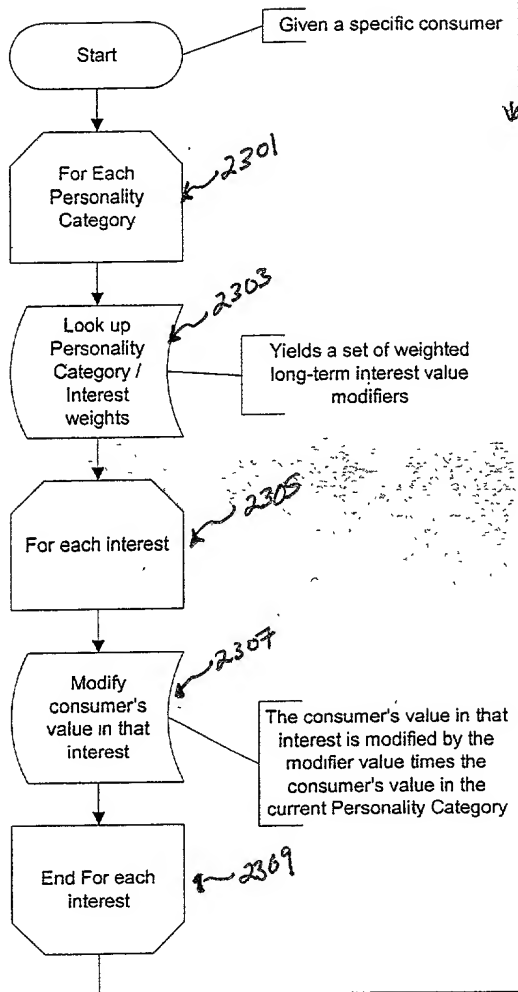 Given a specific consumer
Start
2301
For Each
Personality
Category
2303
Look up
Personality
Category /
Interest
weights
Yields a set of weighted
long-term interest value
modifiers
2305
For each interest
2307
Modify
consumer's
value in that
interest
The consumer's value in that
interest is modified by the
modifier value times the
consumer's value in the
current Personality Category
2309
End For each
interest